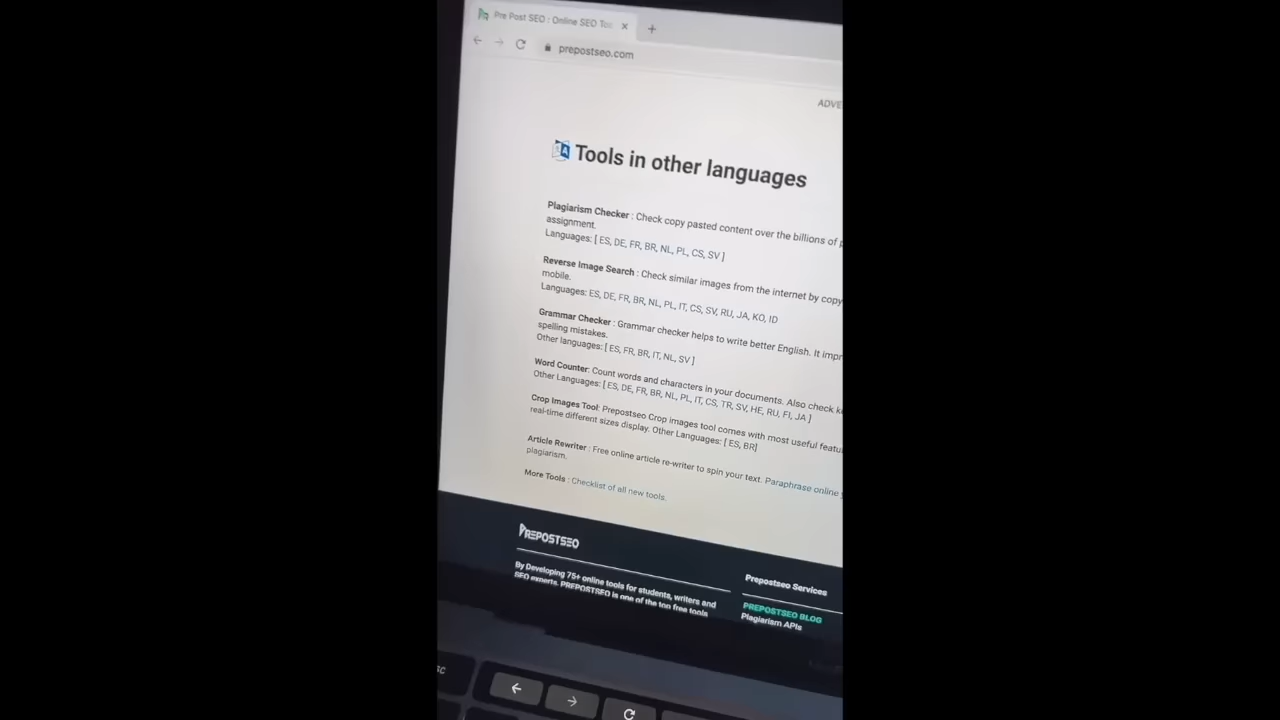 Pre Post SEO : Online SEO Too
prepostseo.com
ADVE
Tools in other languages
Plagiarism Checker : Check copy pasted content over the billions of p
assignment.
Languages: [ ES, DE, FR, BR, NL, PL, CS, SV ]
Reverse Image Search : Check similar images from the internet by copy
mobile.
Languages: ES, DE, FR, BR, NL, PL, IT, CS, SV, RU, JA, KO, ID
Grammar Checker : Grammar checker helps to write better English. It impr
spelling mistakes.
Other languages: [ ES, FR, BR, IT, NL, SV ]
Word Counter: Count words and characters in your documents. Also check k
Other Languages: [ ES, DE, FR, BR, NL, PL, IT, CS, TR, SV, HE, RU, FI, JA ]
Crop Images Tool: Prepostseo Crop images tool comes with most useful featu
real-time different sizes display. Other Languages: [ ES, BR]
Article Rewriter : Free online article re-writer to spin your text. Paraphrase online
plagiarism.
More Tools : Checklist of all new tools.
PREPOSTSEO
By Developing 75+ online tools for students, writers and
SEO experts. PREPOSTSEO is one of the top free tools
Prepostseo Services
PREPOSTSEO BLOG
Plagiarism APIs
sc